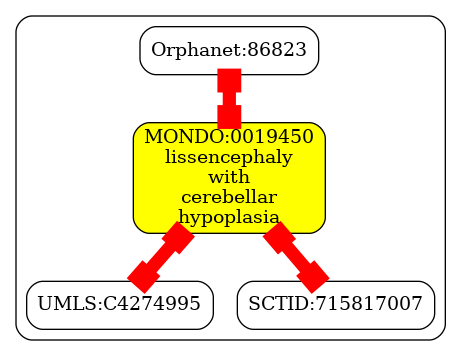 Orphanet:86823
MONDO:0019450
lissencephaly
with
cerebellar
hypoplasia
UMLS:C4274995
SCTID:715817007